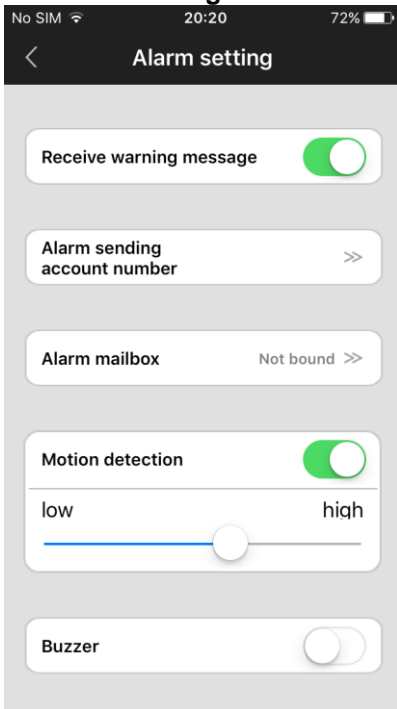 No SIM 20:20 72%
Alarm setting
Receive warning message
Alarm sending
account number
Alarm mailbox Not bound
Motion detection
low high
Buzzer